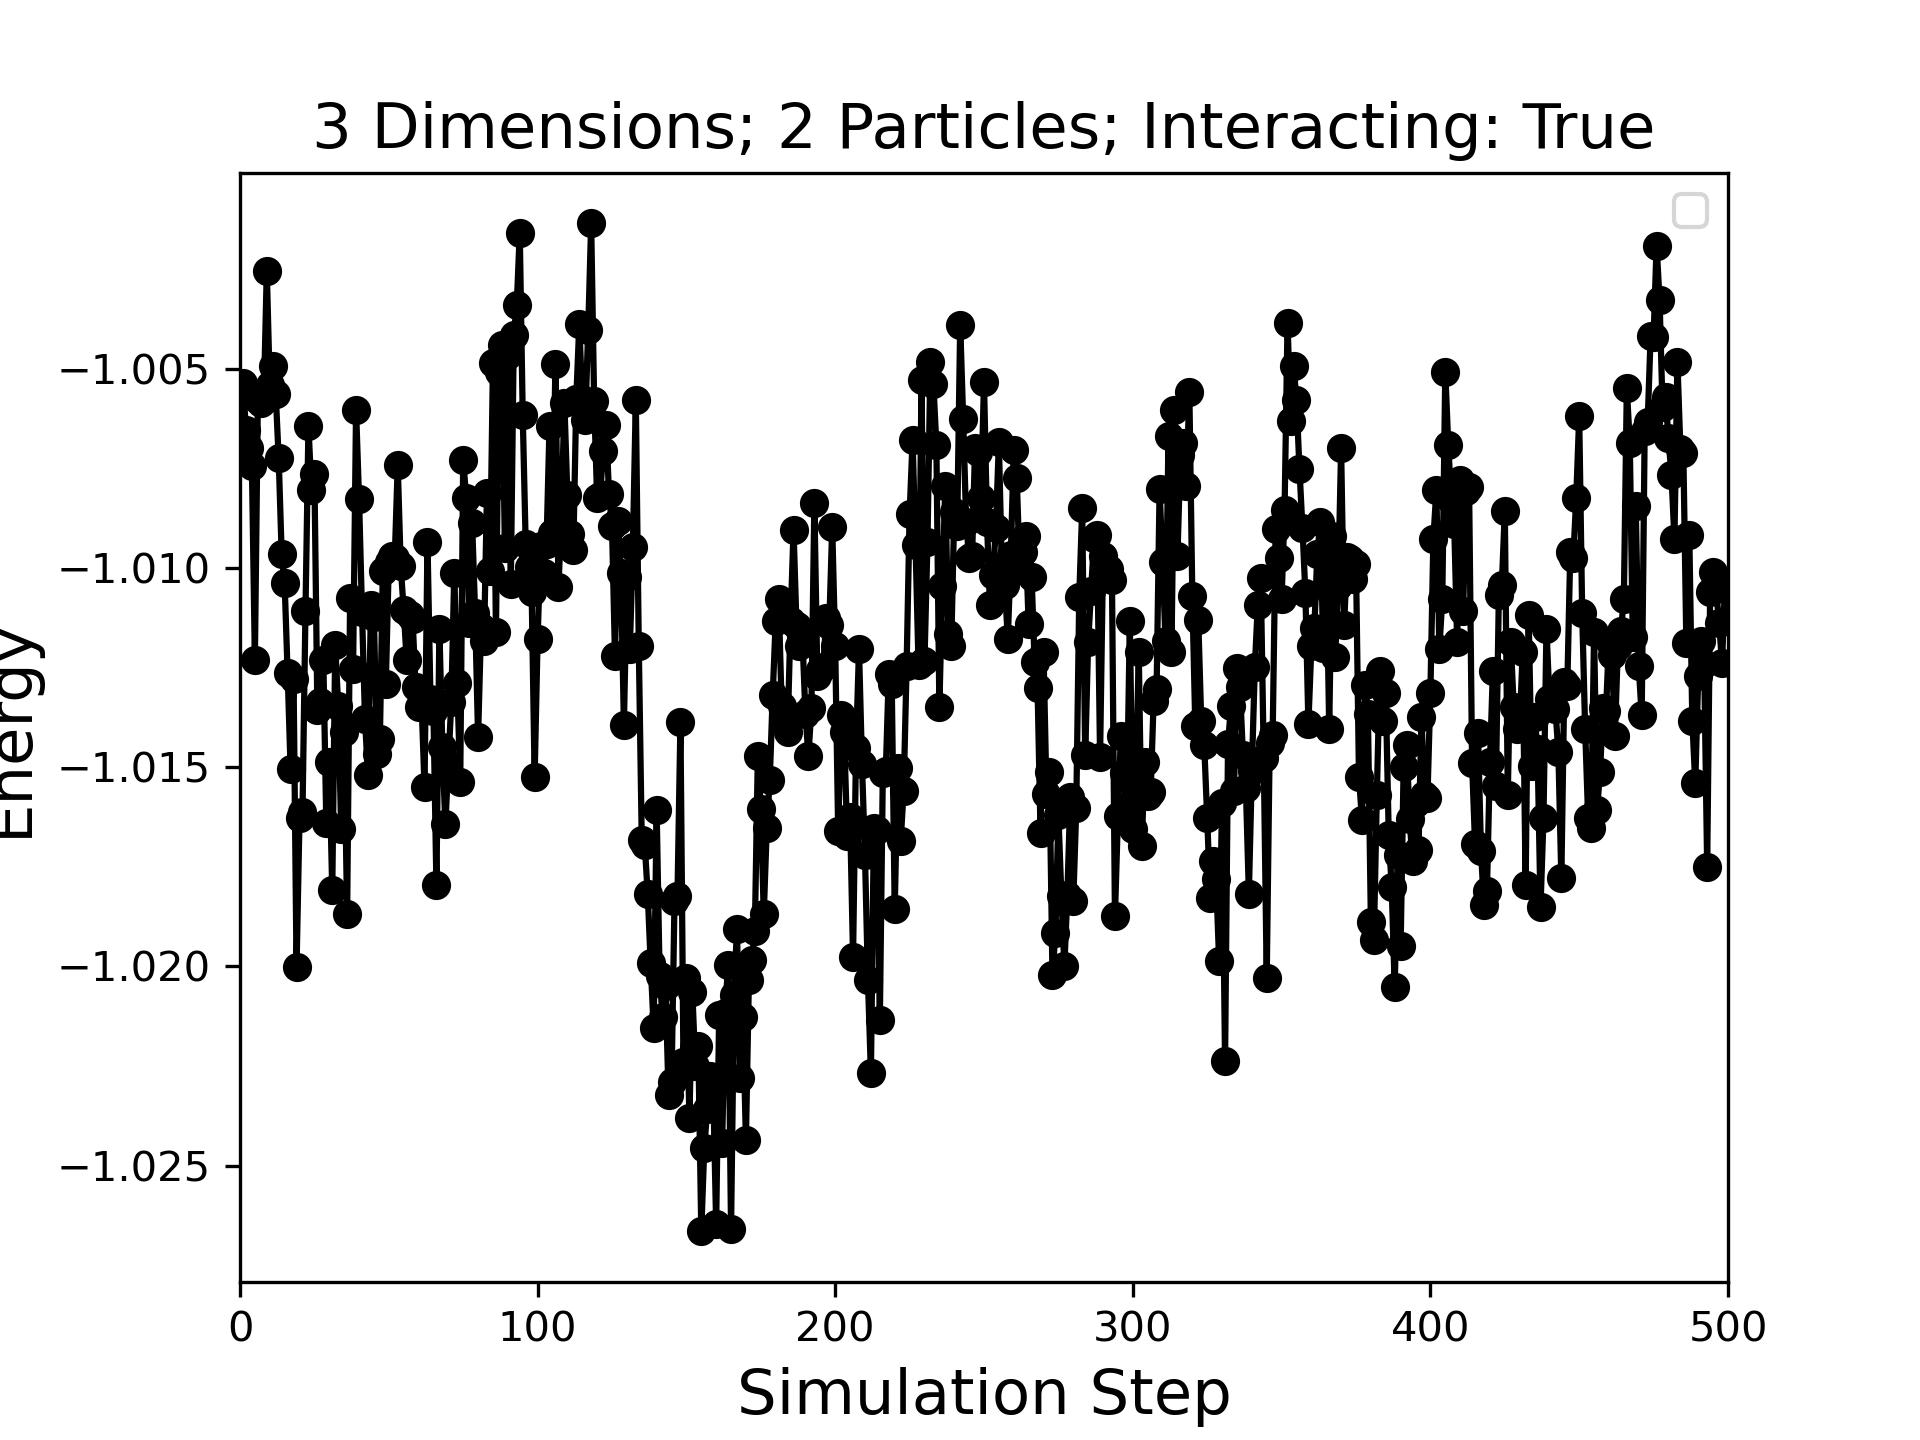 3 Dimensions; 2 Particles; Interacting: True
−1.005
−1.010
−1.015
−1.020
−1.025
Energy
0 100 200 300 400 500
Simulation Step